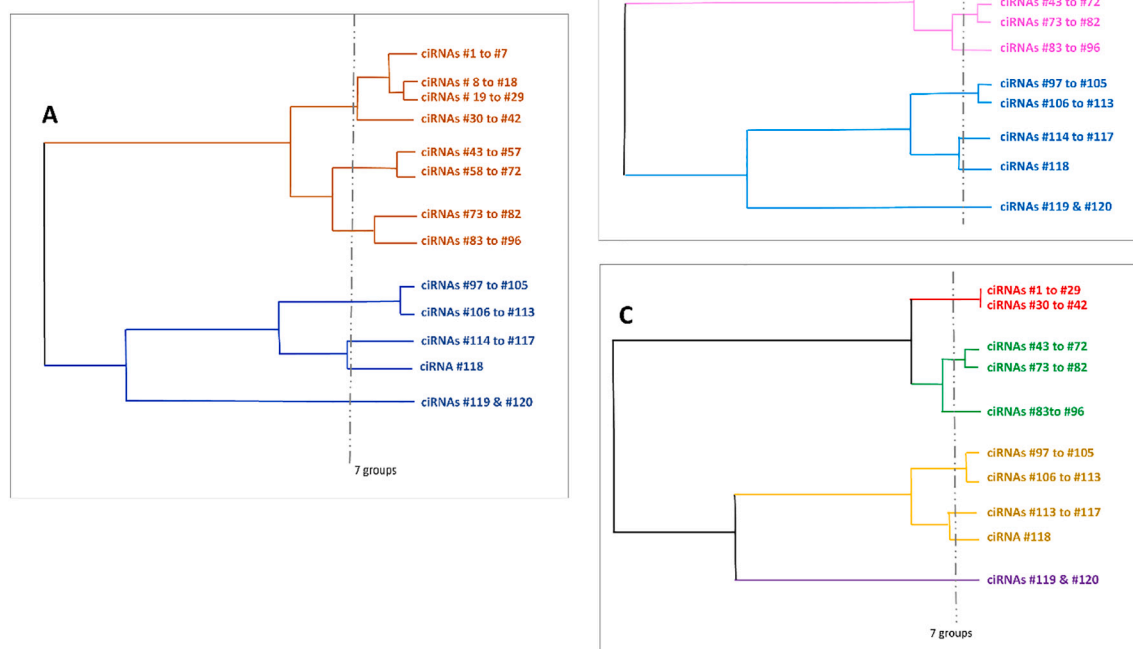 A
ciRNAs #1 to #7
ciRNAs # 8 to #18
ciRNAs # 19 to #29
ciRNAs #30 to #42
ciRNAs #43 to #57
ciRNAs #58 to #72
ciRNAs #73 to #82
ciRNAs #83 to #96
ciRNAs #97 to #105
ciRNAs #106 to #113
ciRNAs #114 to #117
ciRNA #118
ciRNAs #119 & #120
7 groups
ciRNAs #43 to #72
ciRNAs #73 to #82
ciRNAs #83 to #96
ciRNAs #97 to #105
ciRNAs #106 to #113
ciRNAs #114 to #117
ciRNAs #118
ciRNAs #119 & #120
C
ciRNAs #1 to #29
ciRNAs #30 to #42
ciRNAs #43 to #72
ciRNAs #73 to #82
ciRNAs #83to #96
ciRNAs #97 to #105
ciRNAs #106 to #113
ciRNAs #113 to #117
ciRNA #118
ciRNAs #119 & #120
7 groups